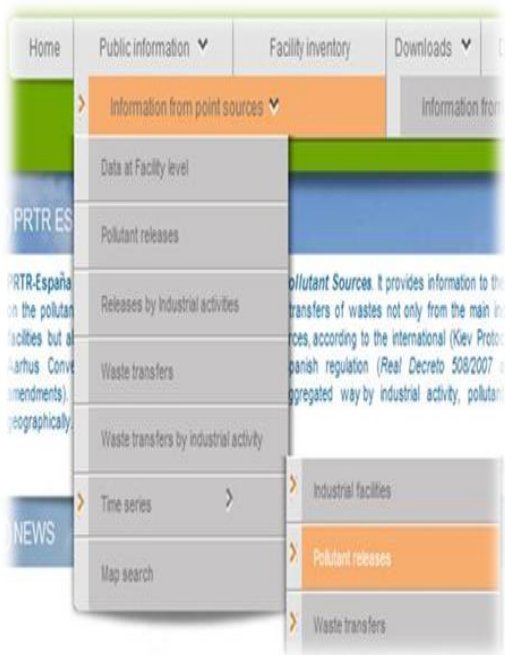 Home Public information Facility inventory Downloads
Information from point sources Information from
Data at Facility level
PRTR ES
Pollutant releases
PRTR-España ollutant Sources. It provides information to the
on the pollutan Releases by Industrial activities transfers of wastes not only from the main in
facilities but al rces, according to the international (Kiev Protoc
Aarhus Conve Waste transfers panish regulation (Real Decreto 508/2007
mendments). ggregated way by industrial activity, pollutan
geographically.
Waste transfers by industrial activity
Industrial facilities
Time series
NEWS
Pollutant releases
Map search
Waste transfers